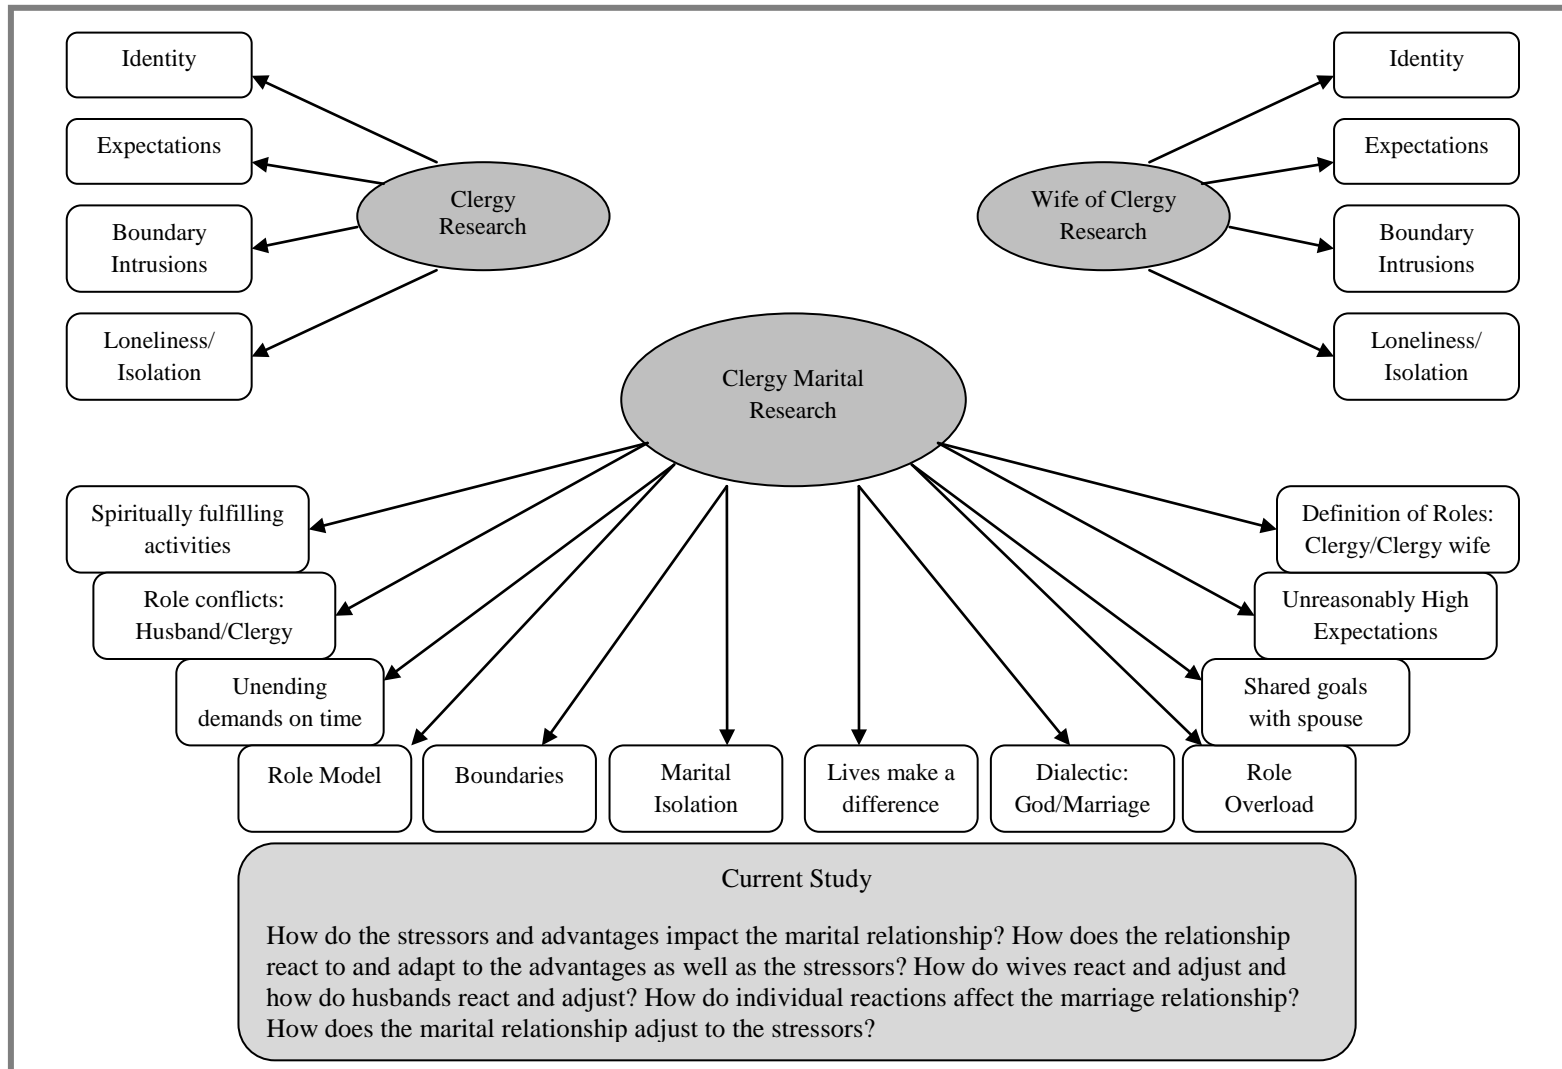 Identity
Expectations
Boundary
Intrusions
Loneliness/
Isolation
Clergy
Research
Wife of Clergy
Research
Identity
Expectations
Boundary
Intrusions
Loneliness/
Isolation
Clergy Marital
Research
Spiritually fulfilling
activities
Role conflicts:
Husband/Clergy
Unending
demands on time
Role Model
Boundaries
Marital
Isolation
Lives make a
difference
Dialectic:
God/Marriage
Role
Overload
Shared goals
with spouse
Unreasonably High
Expectations
Definition of Roles:
Clergy/Clergy wife
Current Study
How do the stressors and advantages impact the marital relationship? How does the relationship
react to and adapt to the advantages as well as the stressors? How do wives react and adjust and
how do husbands react and adjust? How do individual reactions affect the marriage relationship?
How does the marital relationship adjust to the stressors?